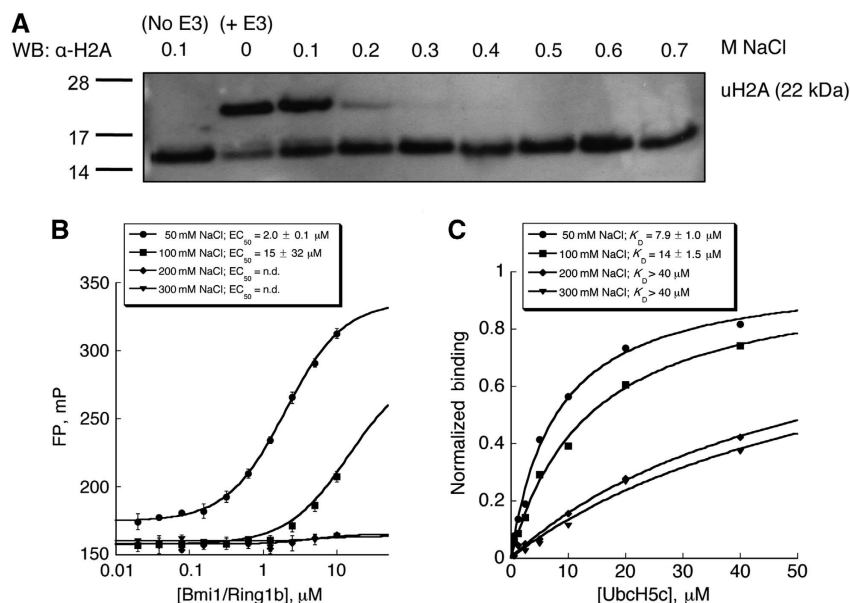 A
(No E3) (+ E3)
WB: α-H2A 0.1 0 0.1 0.2 0.3 0.4 0.5 0.6 0.7 M NaCl
28
uH2A (22 kDa)
17
14
B
50 mM NaCl; EC50 = 2.0 ± 0.1 μM
100 mM NaCl; EC50 = 15 ± 32 μM
200 mM NaCl; EC50 = n.d.
300 mM NaCl; EC50 = n.d.
350
300
250
200
150
FP, mP
0.01 0.1 1 10
[Bmi1/Ring1b], μM
C
50 mM NaCl; KD = 7.9 ± 1.0 μM
100 mM NaCl; KD = 14 ± 1.5 μM
200 mM NaCl; KD > 40 μM
300 mM NaCl; KD > 40 μM
1
0.8
0.6
0.4
0.2
0
Normalized binding
0 10 20 30 40 50
[UbcH5c], μM